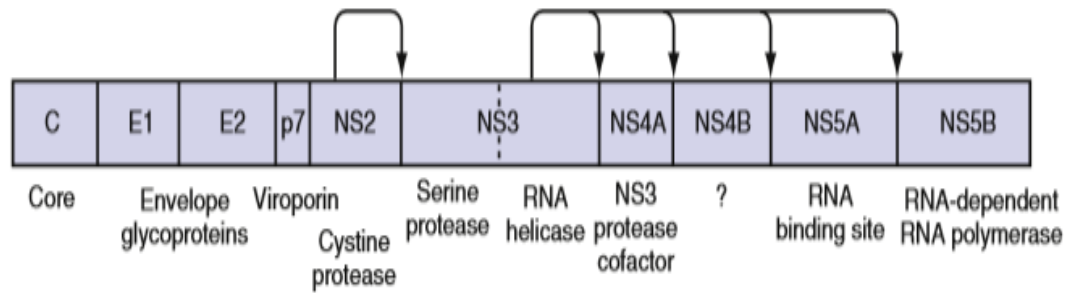 C E1 E2 p7 NS2 NS3 NS4A NS4B NS5A NS5B
Core
Envelope
glycoproteins
Viroporin
Cystine
protease
Serine
protease
RNA
helicase
NS3
protease
cofactor
?
RNA
binding site
RNA-dependent
RNA polymerase